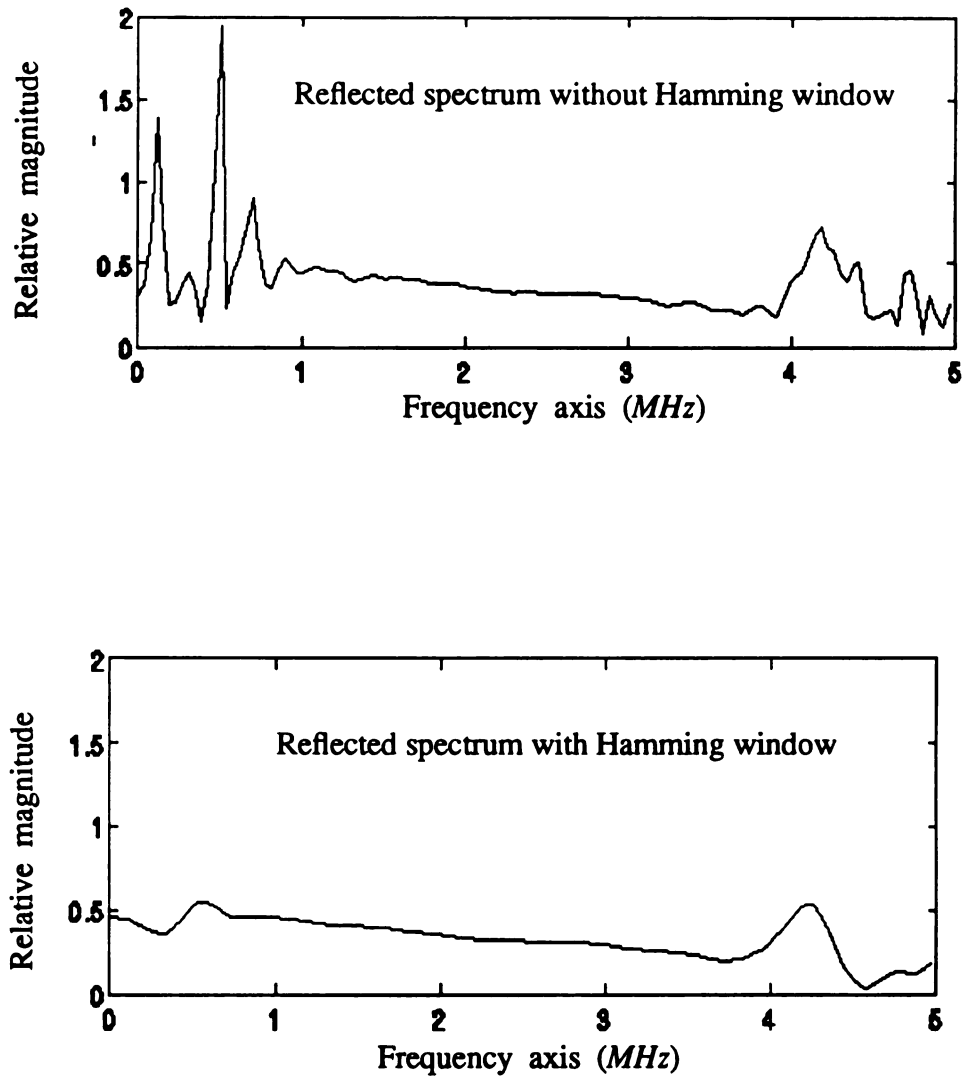 2
Reflected spectrum without Hamming window
1.5
1
0.5
0
0 1 2 3 4 5
Relative magnitude
Frequency axis (MHz)
2
Reflected spectrum with Hamming window
1.5
1
0.5
0
0 1 2 3 4 5
Relative magnitude
Frequency axis (MHz)